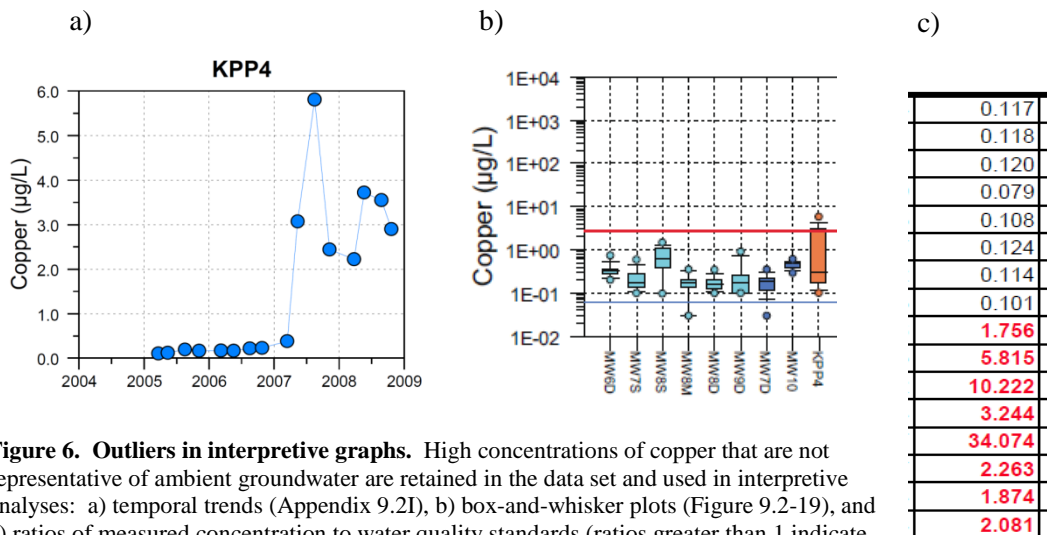 a)
b)
c)
KPP4
Copper (µg/L)
6.0
5.0
4.0
3.0
2.0
1.0
0.0
2004 2005 2006 2007 2008 2009
Copper (µg/L)
1E+04
1E+03
1E+02
1E+01
1E+00
1E-01
1E-02
MW6D MW7S MW8S MW8M MW8D MW9D MW7D MW10 KPP4
0.117
0.118
0.120
0.079
0.108
0.124
0.114
0.101
1.756
5.815
10.222
3.244
34.074
2.263
1.874
2.081
igure 6. Outliers in interpretive graphs. High concentrations of copper that are not
epresentative of ambient groundwater are retained in the data set and used in interpretive
nalyses: a) temporal trends (Appendix 9.2I), b) box-and-whisker plots (Figure 9.2-19), and
) ratios of measured concentration to water quality standards (ratios greater than 1 indicate